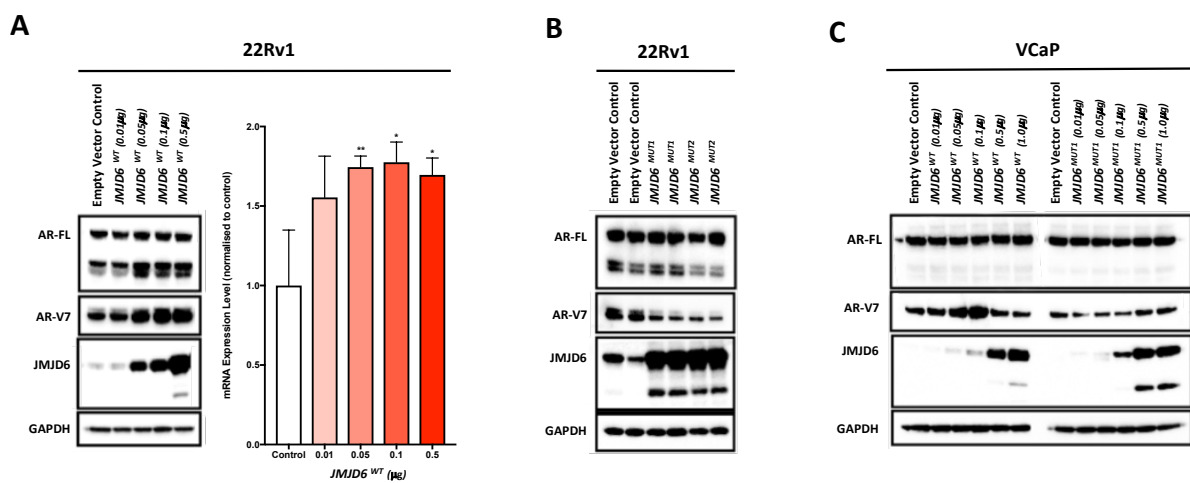 A
22Rv1
Empty Vector Control
JMJD6 WT (0.01µg)
JMJD6 WT (0.05µg)
JMJD6 WT (0.1µg)
JMJD6 WT (0.5µg)
AR-FL
AR-V7
JMJD6
GAPDH
mRNA Expression Level (normalised to control)
2.0
1.5
1.0
0.5
0.0
**
*
*
Control
0.01
0.05
0.1
0.5
JMJD6 WT (µg)
B
22Rv1
Empty Vector Control
Empty Vector Control
JMJD6 MUT1
JMJD6 MUT1
JMJD6 MUT2
JMJD6 MUT2
AR-FL
AR-V7
JMJD6
GAPDH
C
VCaP
Empty Vector Control
JMJD6 WT (0.01µg)
JMJD6 WT (0.05µg)
JMJD6 WT (0.1µg)
JMJD6 WT (0.5µg)
JMJD6 WT (1.0µg)
Empty Vector Control
JMJD6 MUT1 (0.01µg)
JMJD6 MUT1 (0.05µg)
JMJD6 MUT1 (0.1µg)
JMJD6 MUT1 (0.5µg)
JMJD6 MUT1 (1.0µg)
AR-FL
AR-V7
JMJD6
GAPDH